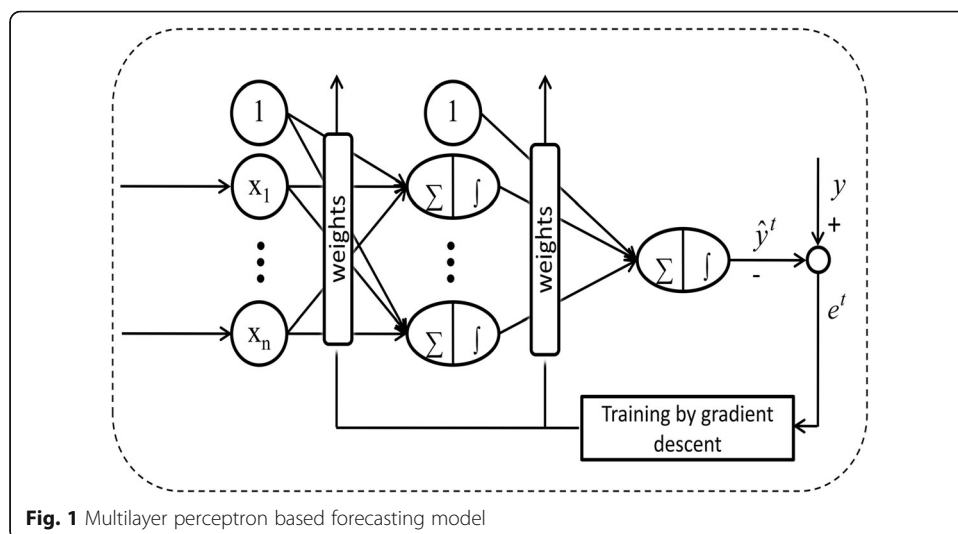 1
1
x₁
Σ ∫
weights
weights
y
+
ŷᵗ
Σ ∫
-
eᵗ
xₙ
Σ ∫
Training by gradient
descent
Fig. 1 Multilayer perceptron based forecasting model